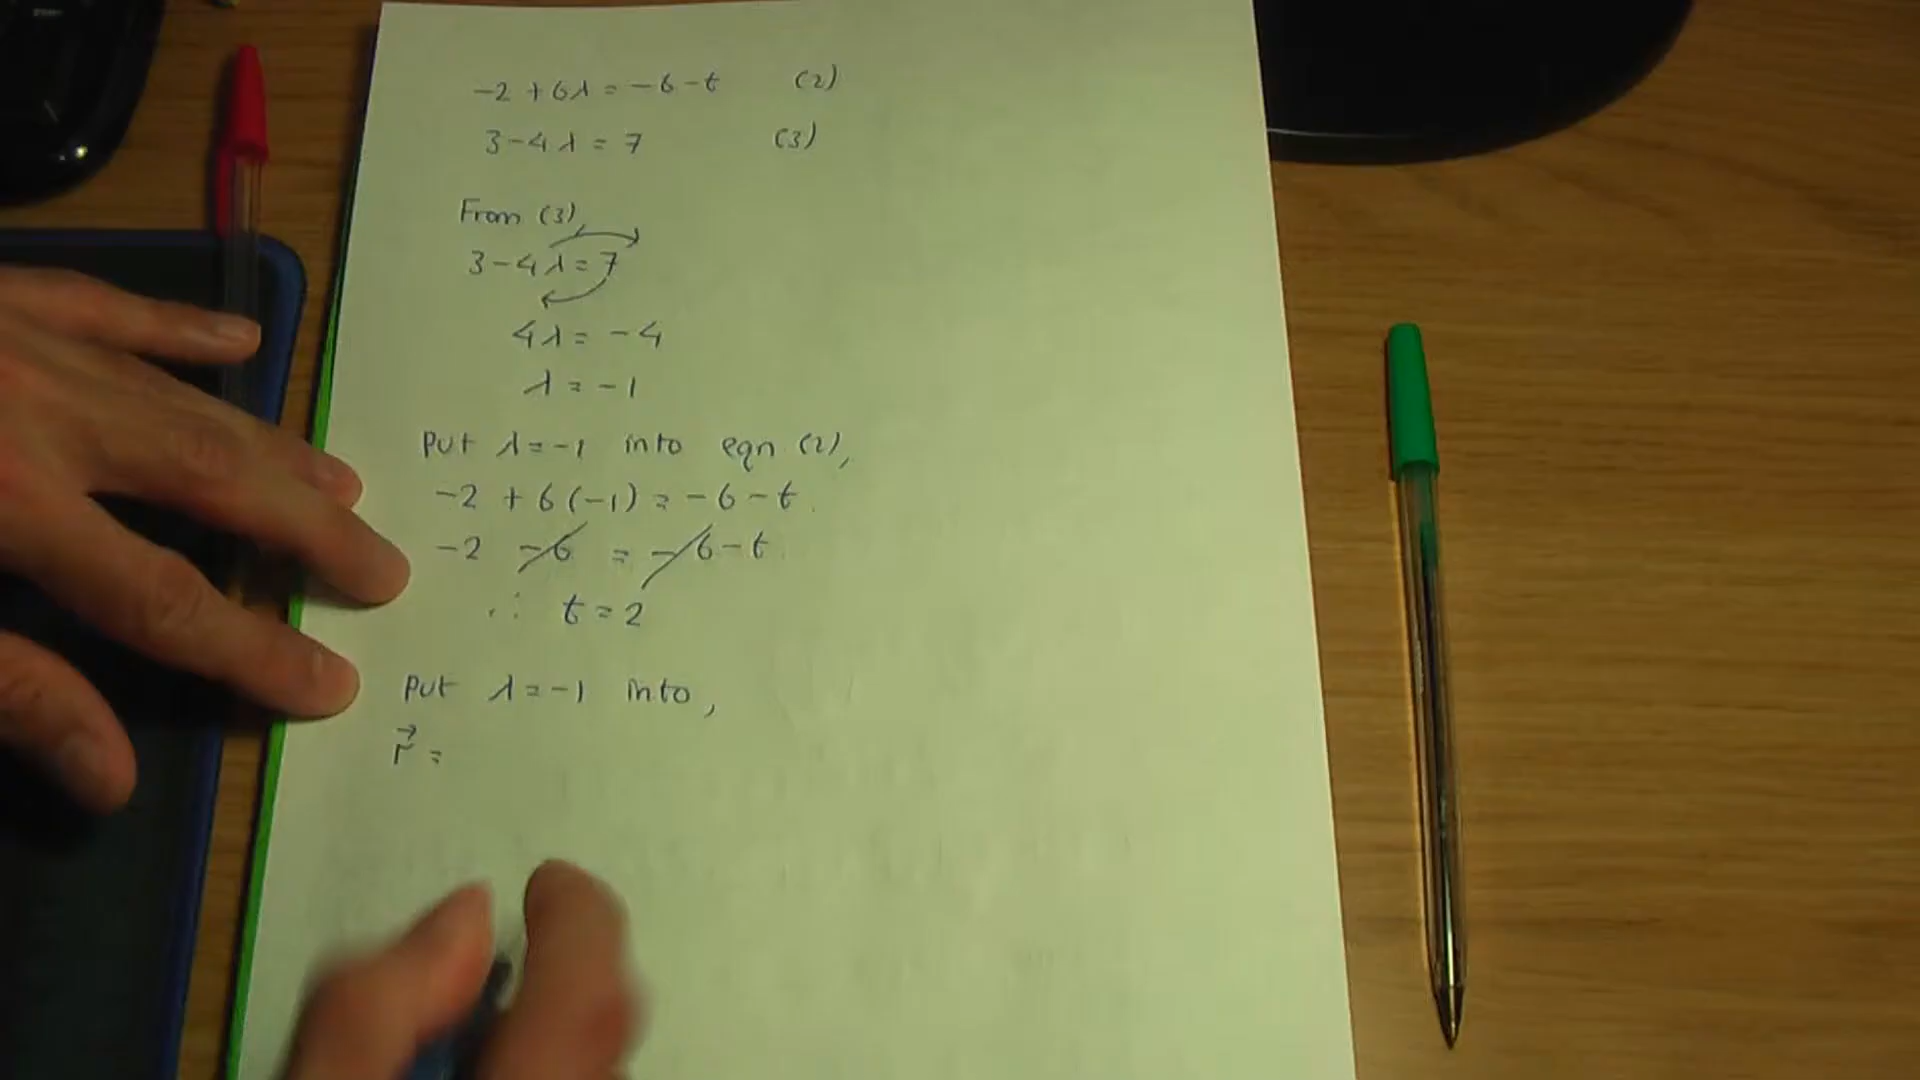 -2 + 6λ = -6 - t (2)
3 - 4λ = 7 (3)
From (3),
3 - 4λ = 7
4λ = -4
λ = -1
Put λ = -1 into eqn (2),
-2 + 6(-1) = -6 - t
-2 -6 = -6 - t
∴ t = 2
Put λ = -1 into,
r⃗ =